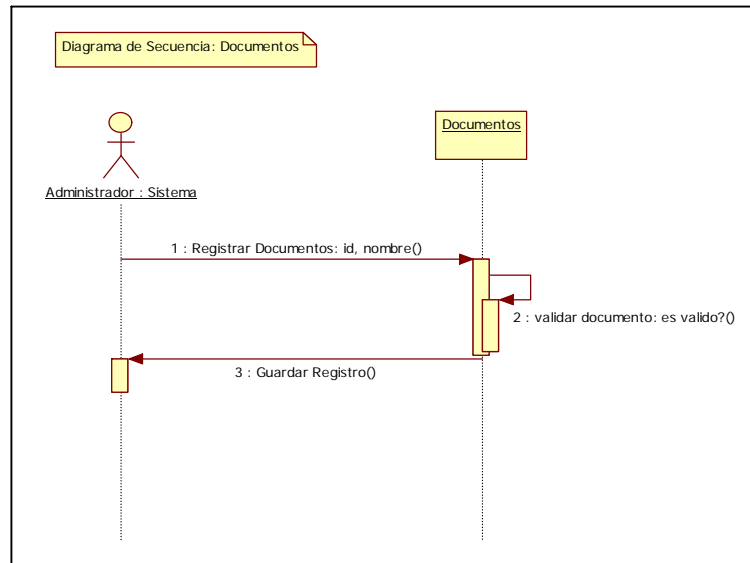 Diagrama de Secuencia: Documentos
Documentos
Administrador : Sistema
1 : Registrar Documentos: id, nombre()
2 : validar documento: es valido?()
3 : Guardar Registro()